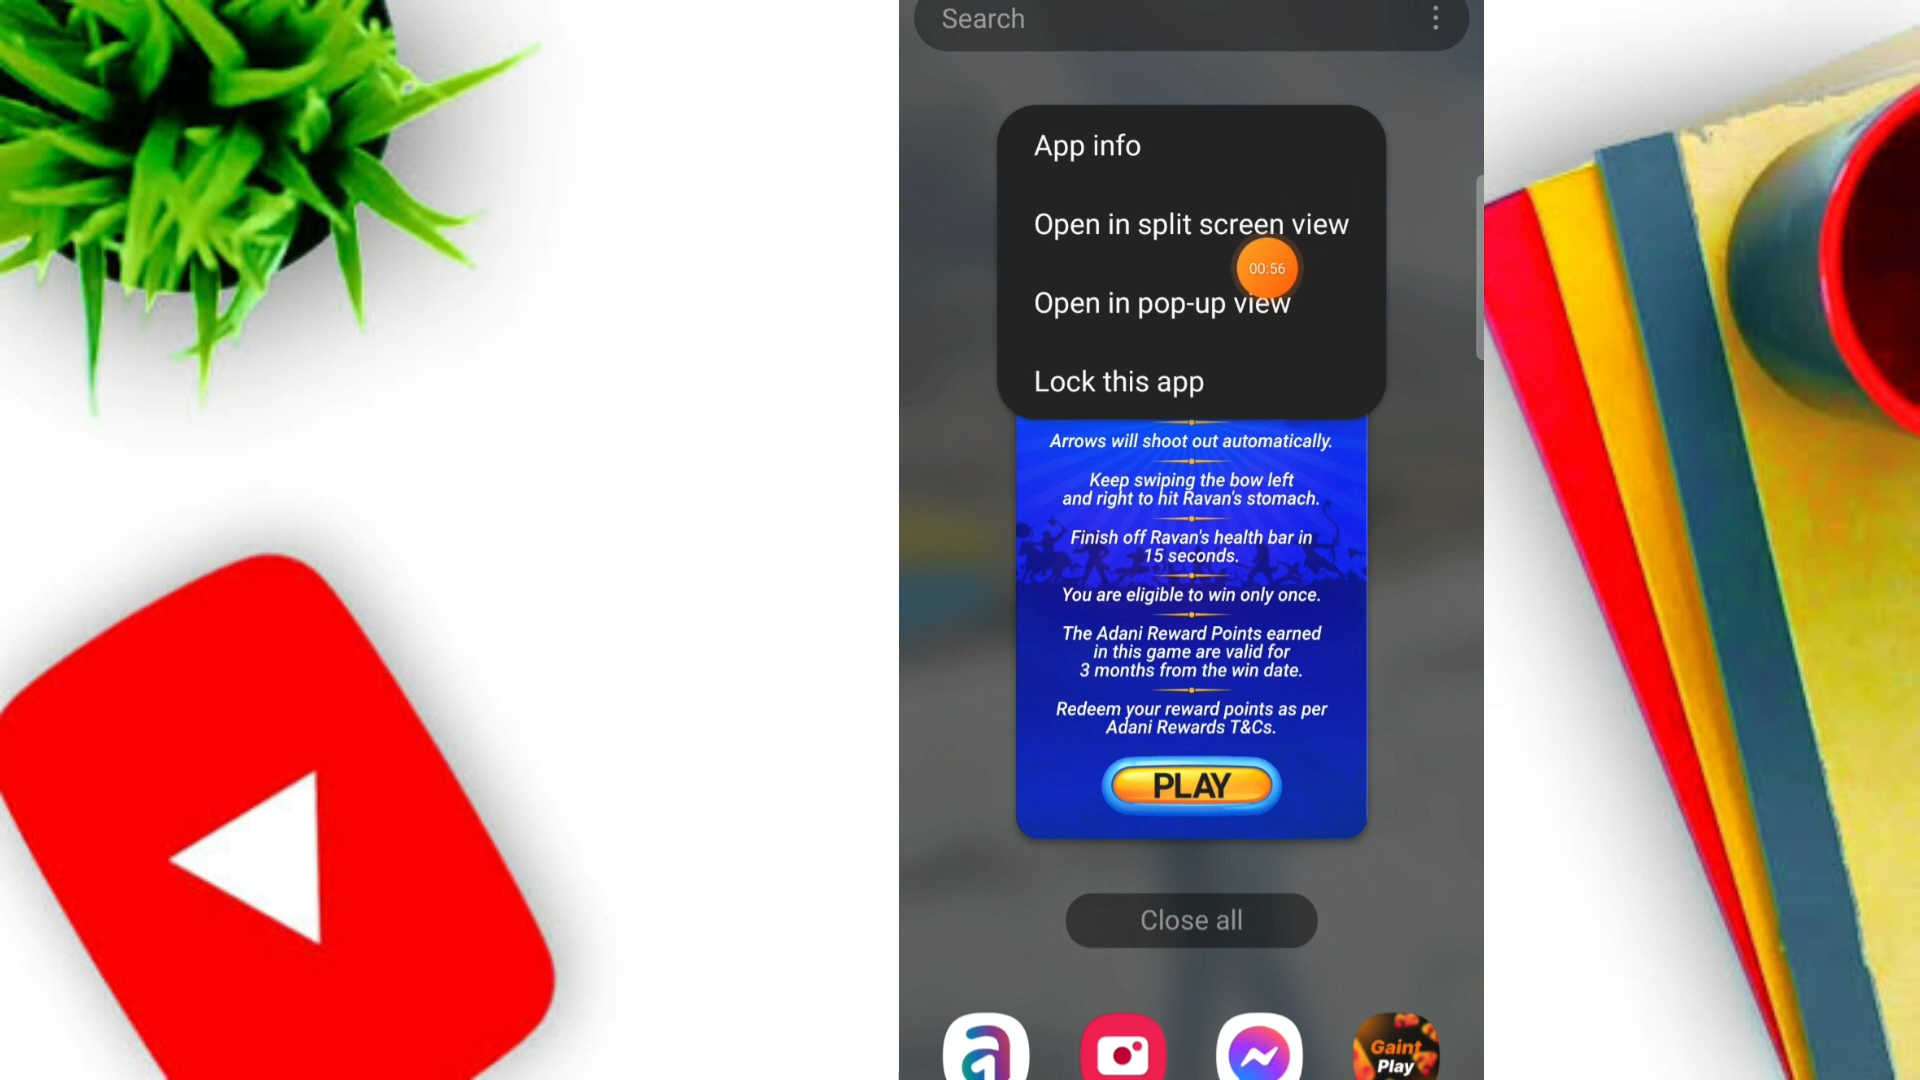 Search
App info
Open in split screen view
00:56
Open in pop-up view
Lock this app
Arrows will shoot out automatically.
Keep swiping the bow left
and right to hit Ravan's stomach.
Finish off Ravan's health bar in
15 seconds.
You are eligible to win only once.
The Adani Reward Points earned
in this game are valid for
3 months from the win date.
Redeem your reward points as per
Adani Rewards T&Cs.
PLAY
Close all
a
Gaint
Play